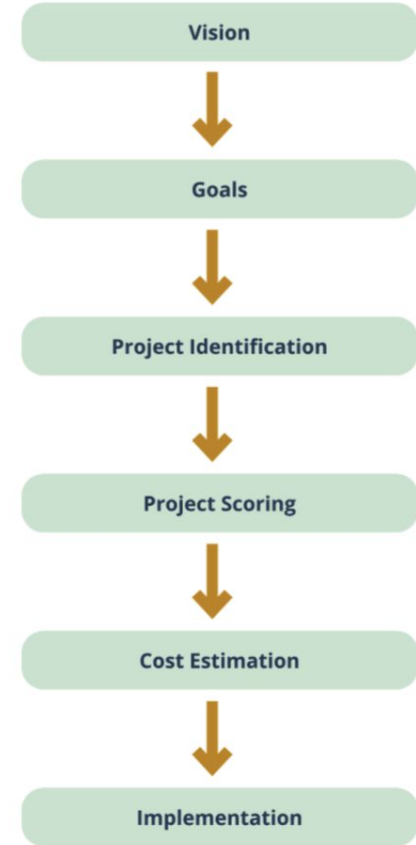 Vision
Goals
Project Identification
Project Scoring
Cost Estimation
Implementation